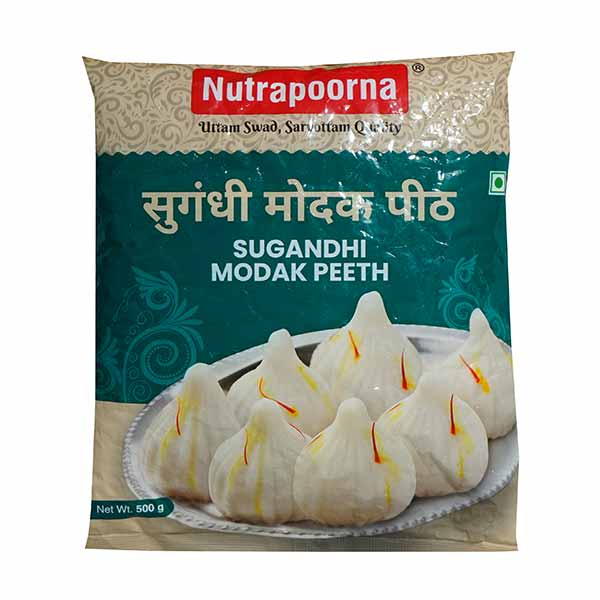 Nutrapoorna®
Uttam Swad, Sarvottam Quality
सुगंधी मोदक पीठ
SUGANDHI
MODAK PEETH
Net Wt. 500 g